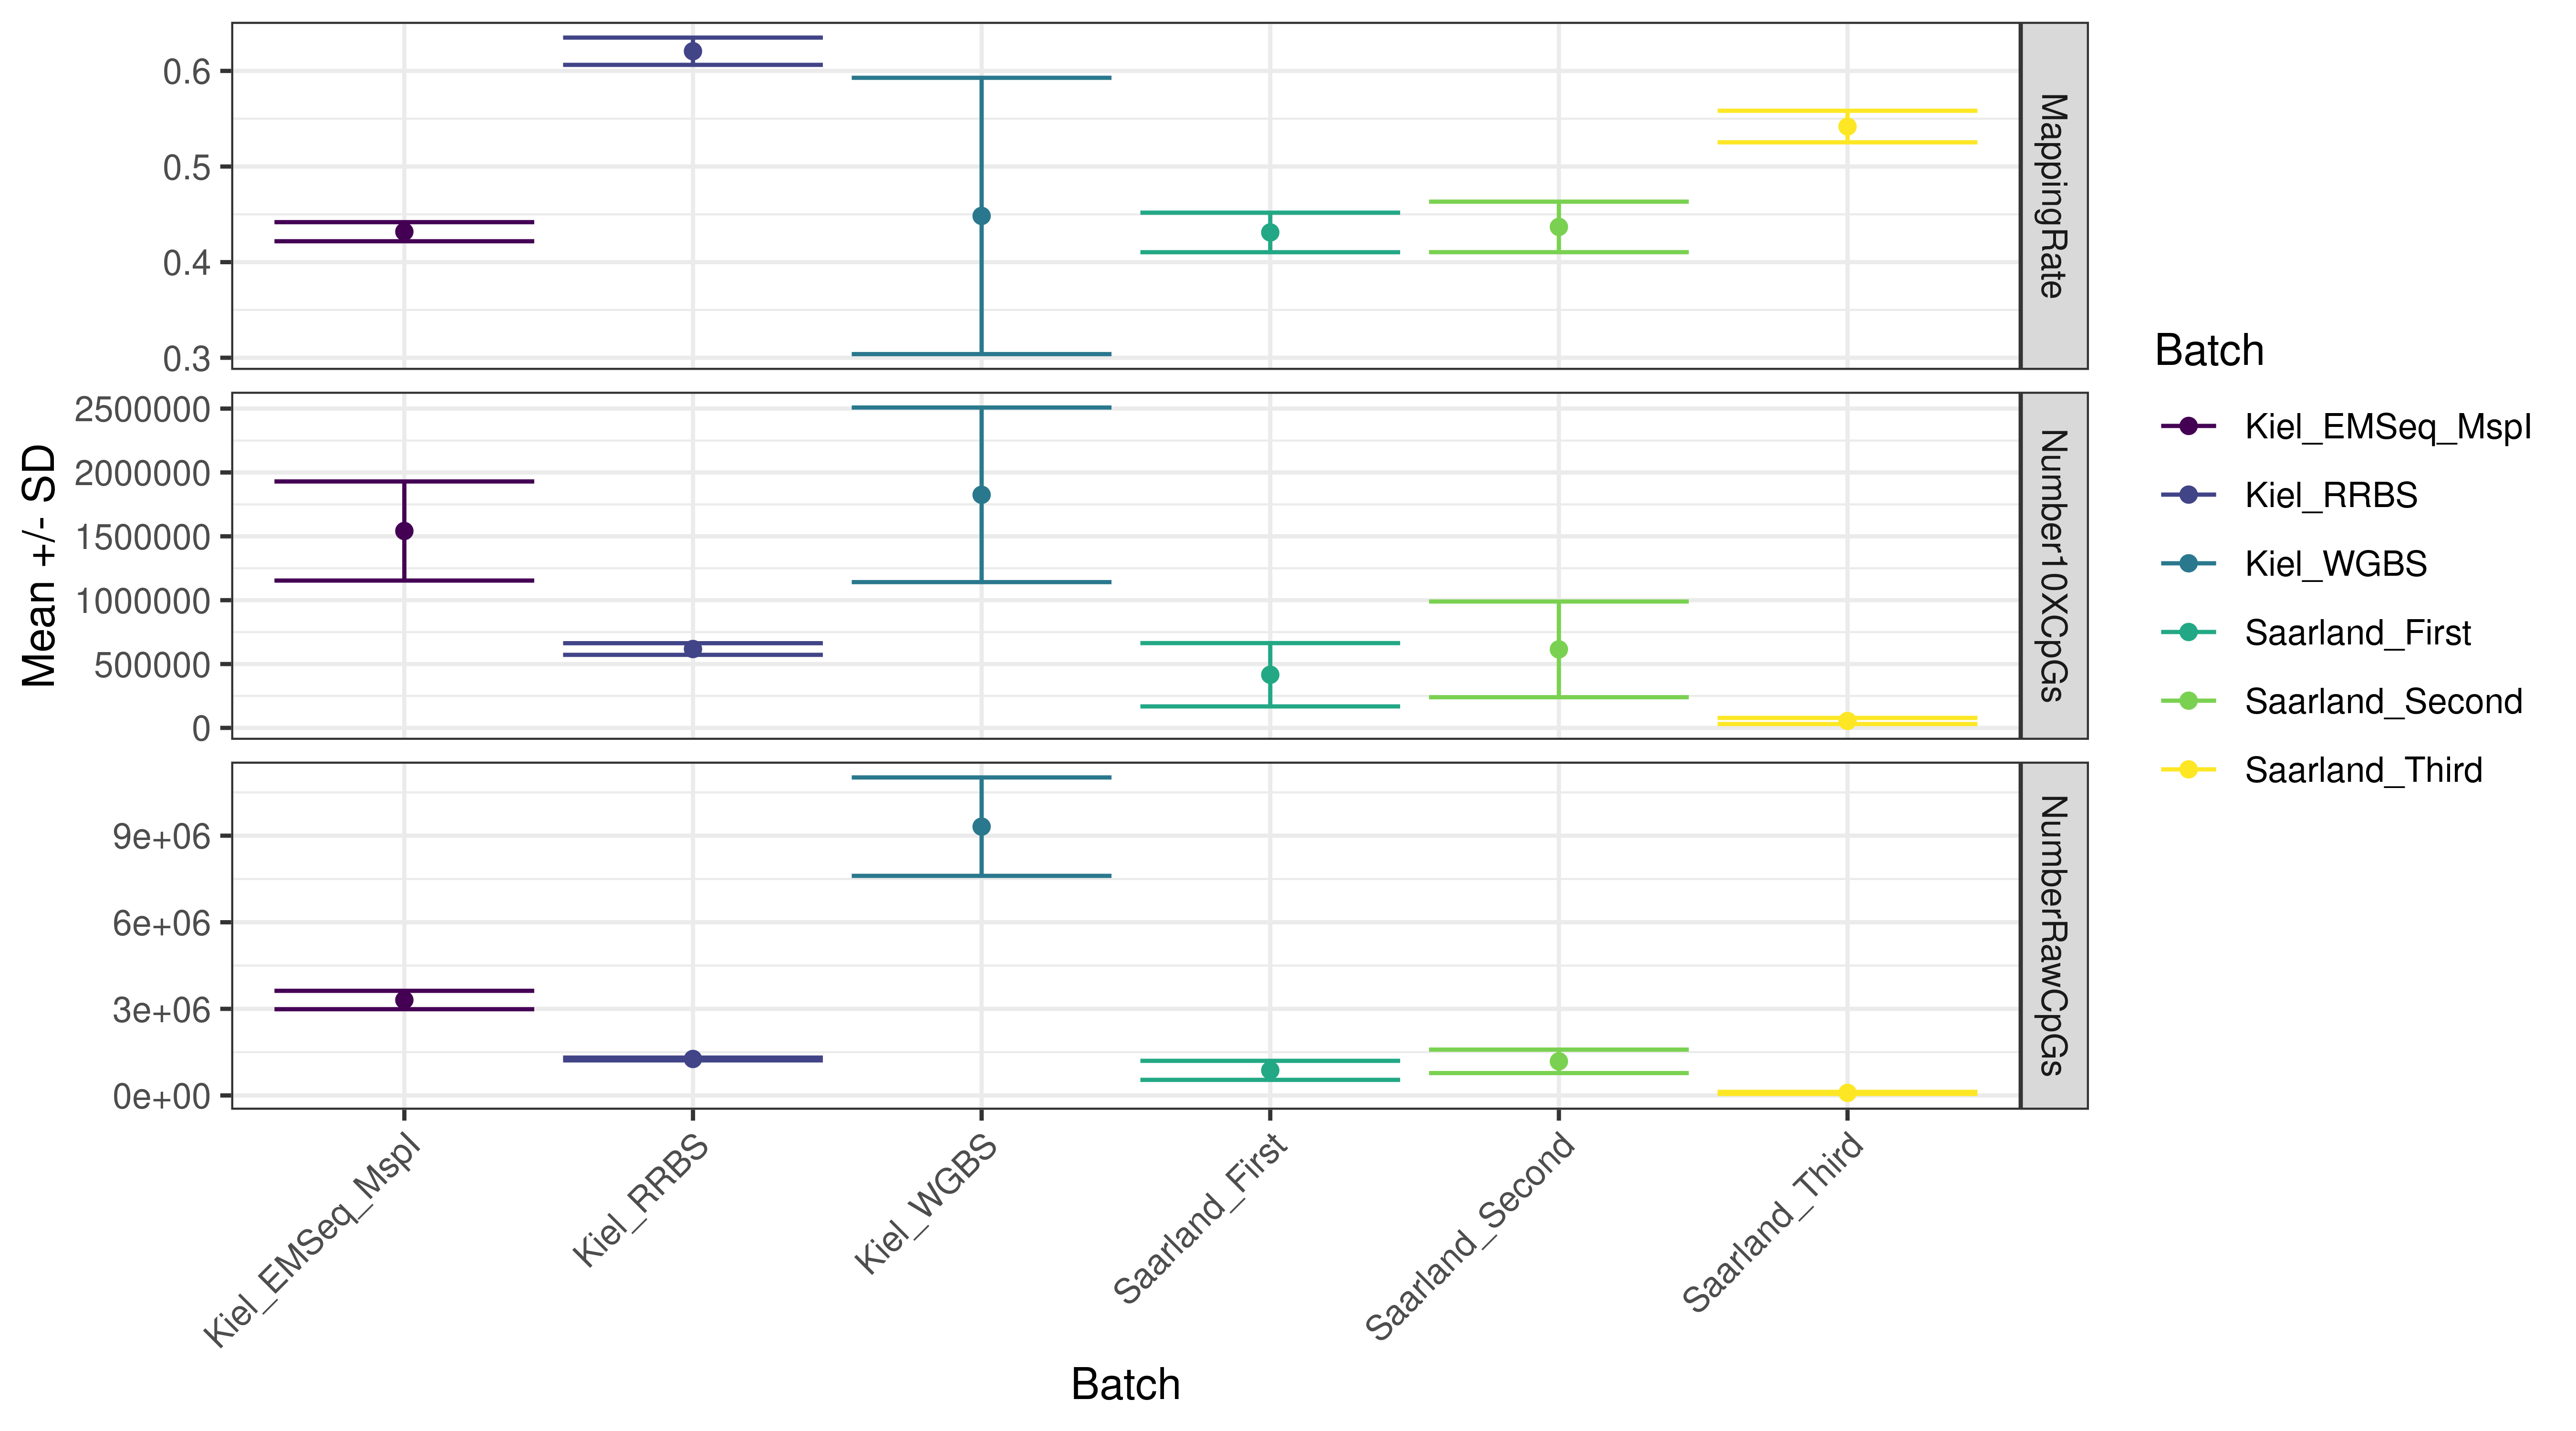 0.6
0.5
0.4
0.3
MappingRate
2500000
2000000
1500000
1000000
500000
0
Number10XCpGs
9e+06
6e+06
3e+06
0e+00
NumberRawCpGs
Mean +/- SD
Kiel_EMSeq_MspI
Kiel_RRBS
Kiel_WGBS
Saarland_First
Saarland_Second
Saarland_Third
Batch
Batch
Kiel_EMSeq_MspI
Kiel_RRBS
Kiel_WGBS
Saarland_First
Saarland_Second
Saarland_Third